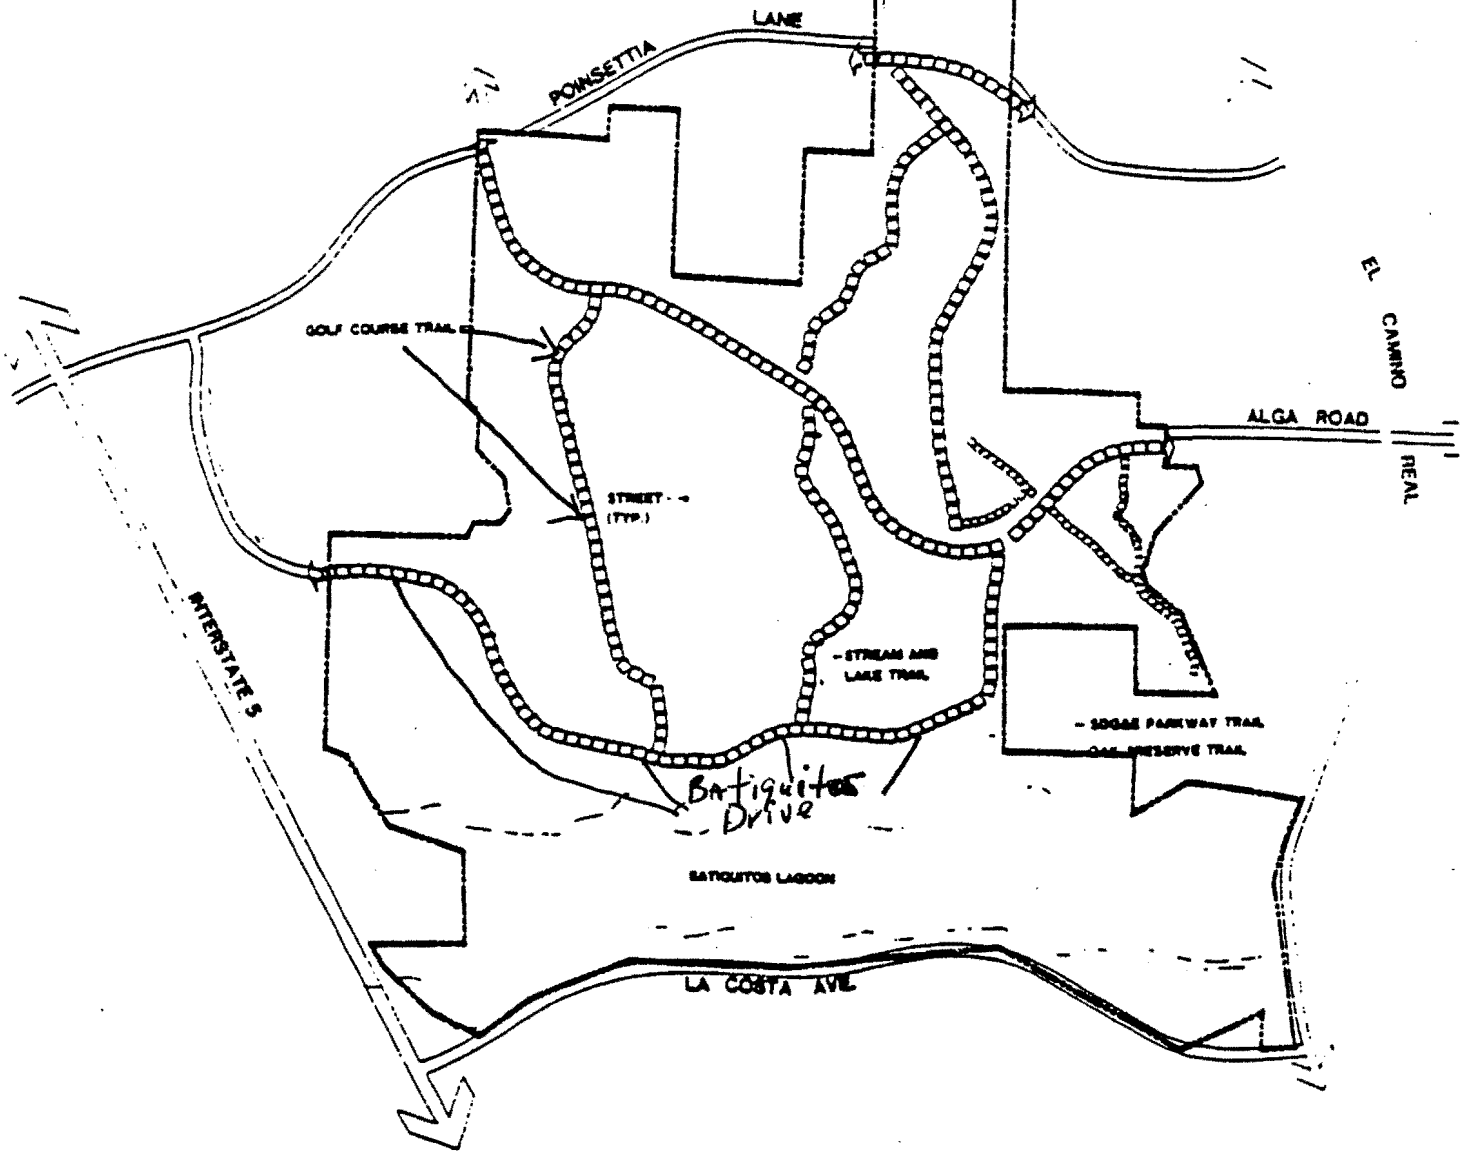 LANE
POINSETTIA
GOLF COURSE TRAIL
EL
CAMINO
REAL
ALGA ROAD
STREET
(TYP.)
INTERSTATE 5
STREAM AND
LAKE TRAIL
PARKWAY TRAIL
OAK PRESERVE TRAIL
Batiquitos
Drive
BATIQUITOS LAGOON
LA COSTA AVE.